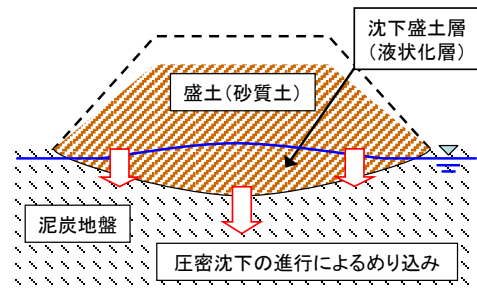 沈下盛土層
(液状化層)
盛土(砂質土)
泥炭地盤
圧密沈下の進行によるめり込み